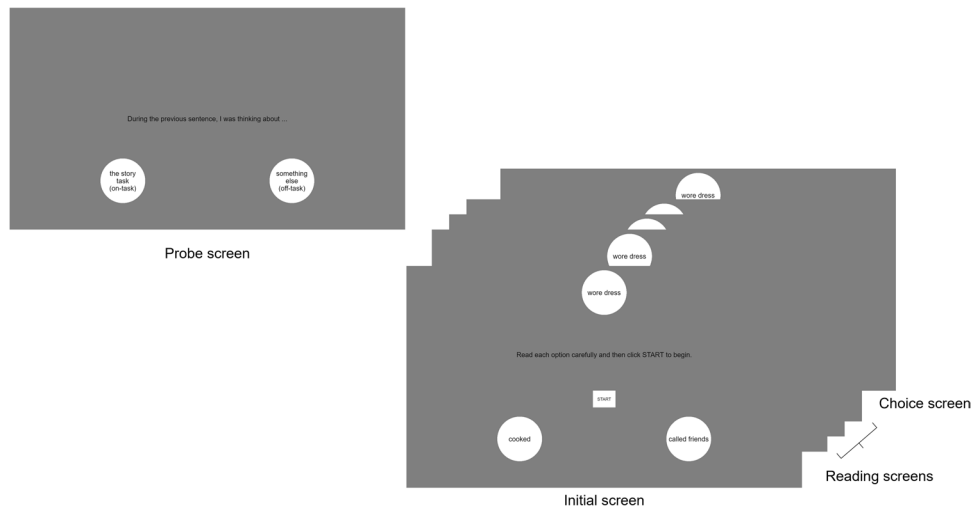 During the previous sentence, I was thinking about ...
the story
task
(on-task)
something
else
(off-task)
Probe screen
wore dress
wore dress
wore dress
Read each option carefully and then click START to begin.
START
cooked
called friends
Choice screen
Reading screens
Initial screen